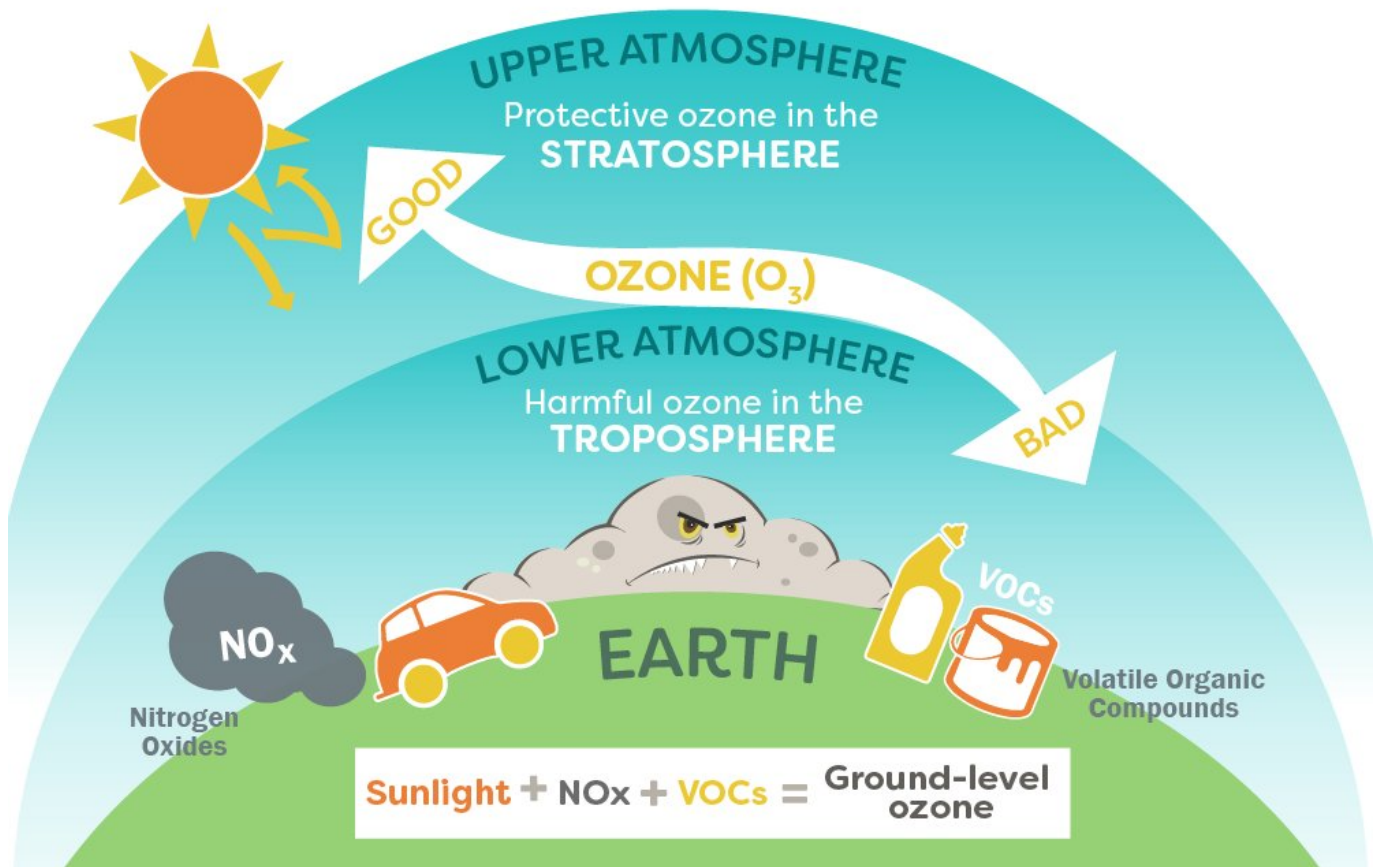 UPPER ATMOSPHERE
Protective ozone in the
STRATOSPHERE
GOOD
OZONE (O₃)
BAD
LOWER ATMOSPHERE
Harmful ozone in the
TROPOSPHERE
NOₓ
Nitrogen
Oxides
EARTH
VOCs
Volatile Organic
Compounds
Sunlight + NOx + VOCs = Ground-level
ozone